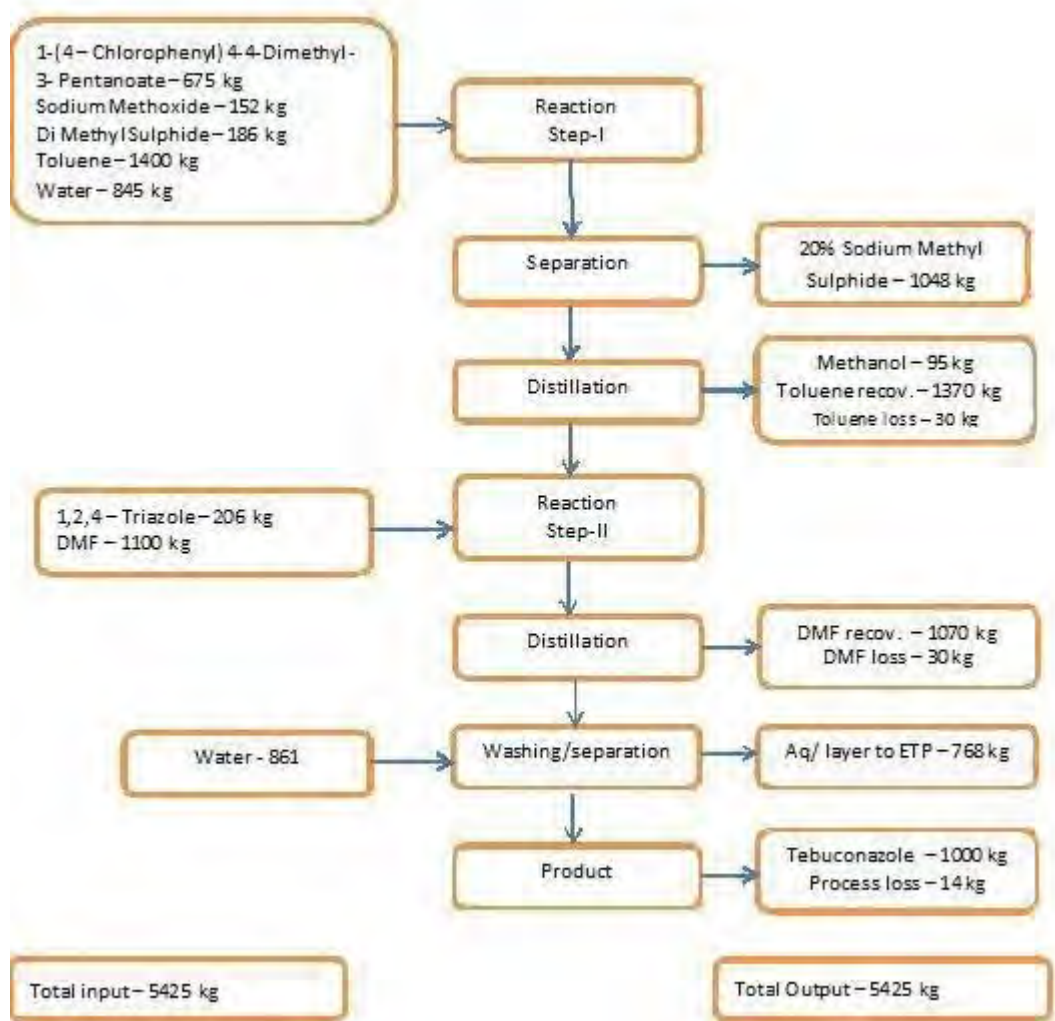 1-(4 – Chlorophenyl) 4-4-Dimethyl -
3- Pentanoate – 675 kg
Sodium Methoxide – 152 kg
Di Methyl Sulphide – 186 kg
Toluene – 1400 kg
Water – 845 kg
Reaction
Step-I
Separation
20% Sodium Methyl
Sulphide – 1048 kg
Distillation
Methanol – 95 kg
Toluene recov. – 1370 kg
Toluene loss – 30 kg
1,2,4 – Triazole – 206 kg
DMF – 1100 kg
Reaction
Step-II
Distillation
DMF recov. – 1070 kg
DMF loss – 30 kg
Water - 861
Washing/separation
Aq/ layer to ETP – 768 kg
Product
Tebuconazole – 1000 kg
Process loss – 14 kg
Total input – 5425 kg
Total Output – 5425 kg